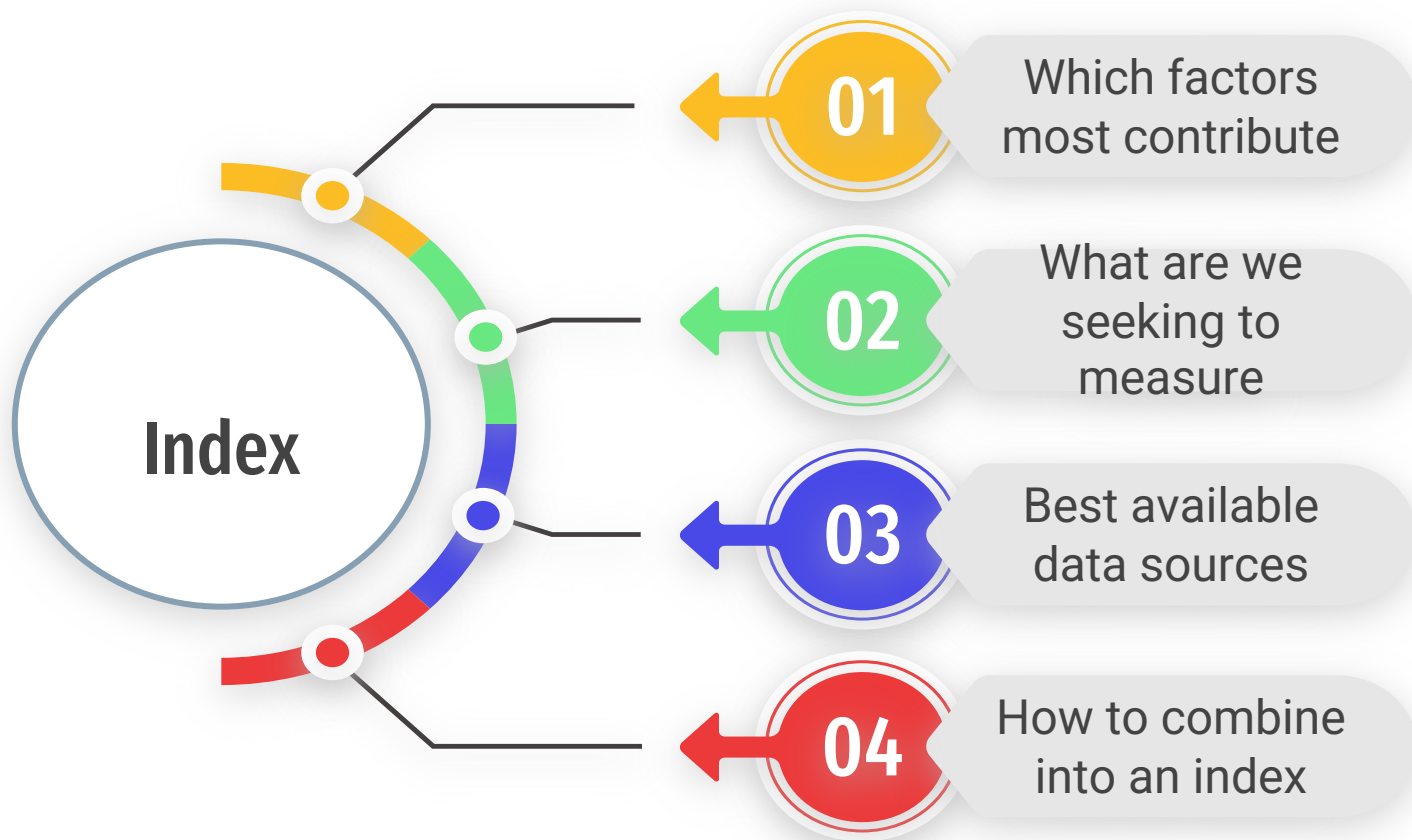 Index
01
Which factors
most contribute
02
What are we
seeking to
measure
03
Best available
data sources
04
How to combine
into an index